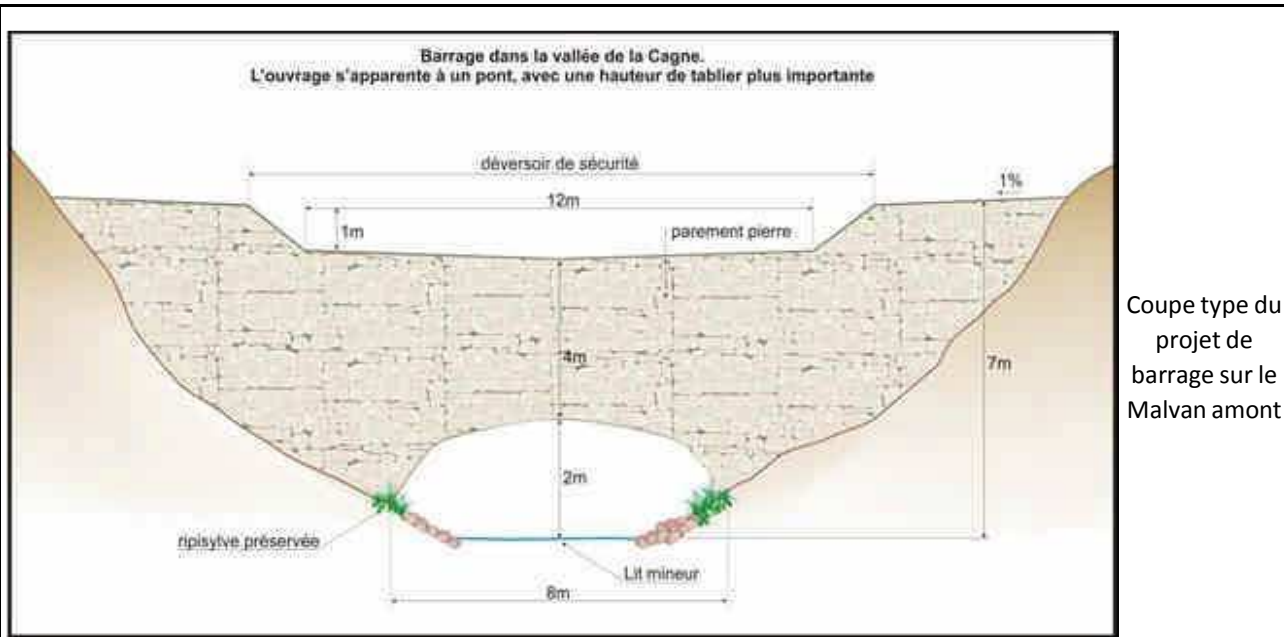 Barrage dans la vallée de la Cagne.
L'ouvrage s'apparente à un pont, avec une hauteur de tablier plus importante
déversoir de sécurité
1%
12m
1m
parement pierre
4m
7m
2m
ripisylve préservée
Lit mineur
8m
Coupe type du
projet de
barrage sur le
Malvan amont